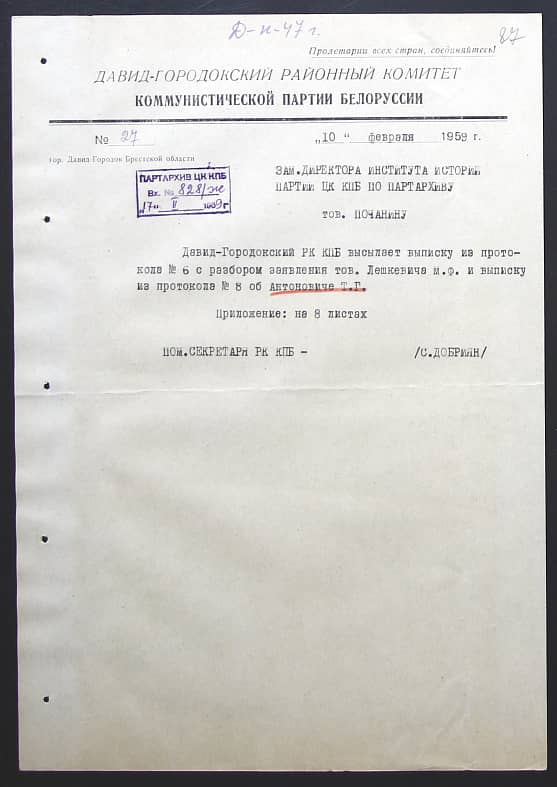 Д-п-47 г.
87
Пролетарии всех стран, соединяйтесь!
ДАВИД-ГОРОДОКСКИЙ РАЙОННЫЙ КОМИТЕТ
КОММУНИСТИЧЕСКОЙ ПАРТИИ БЕЛОРУССИИ
№ 27
„10" февраля 1959 г.
гор. Давид-Городок Брестской области
ПАРТАРХИВ ЦК КПБ
Вх. № 828/ж
"17" II 1959г
ЗАМ.ДИРЕКТОРА ИНСТИТУТА ИСТОРИИ
ПАРТИИ ЦК КПБ ПО ПАРТАРХИВУ
тов. ПОЧАНИНУ
Давид-Городокский РК КПБ высылает выписку из прото-
кола № 6 с разбором заявления тов. Лешкевича м.ф. и выписку
из протокола № 8 об Антоновиче Т.Г.
Приложение: на 8 листах
ПОМ.СЕКРЕТАРЯ РК КПБ – /С.ДОБРИЯН/